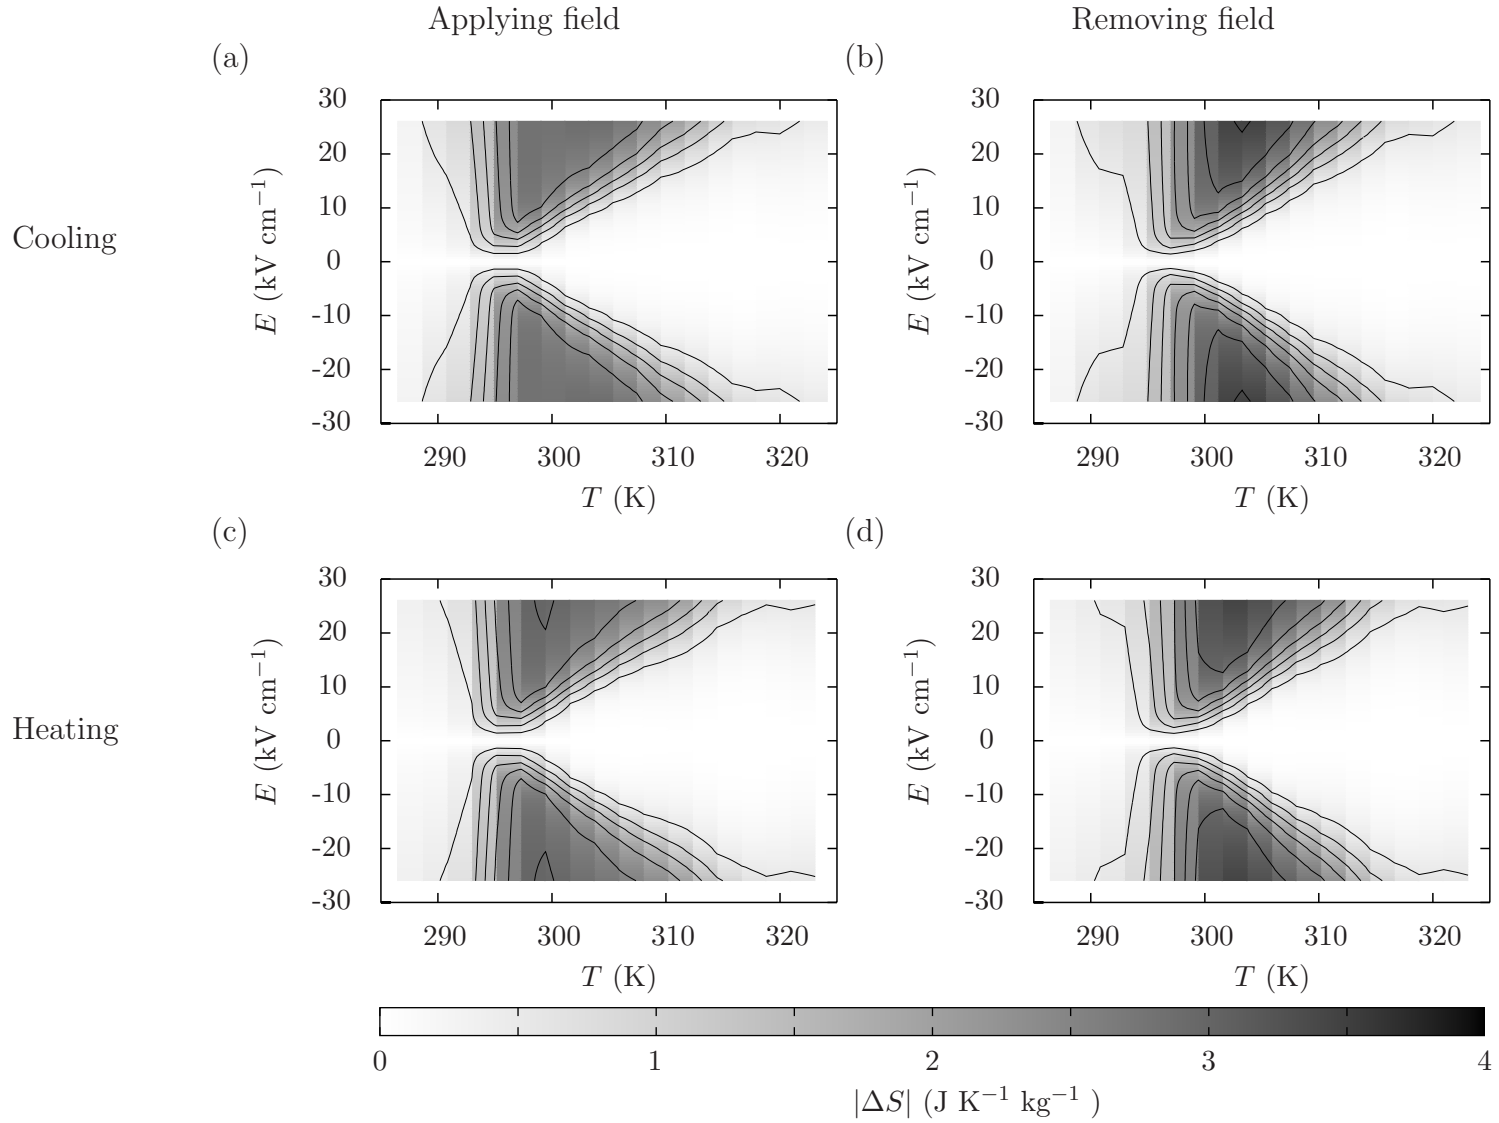 Applying field Removing field
(a) (b)
30 30
20 20
10 10
Cooling E (kV cm⁻¹) 0 E (kV cm⁻¹) 0
-10 -10
-20 -20
-30 -30
290 300 310 320 290 300 310 320
T (K) T (K)
(c) (d)
30 30
20 20
10 10
Heating E (kV cm⁻¹) 0 E (kV cm⁻¹) 0
-10 -10
-20 -20
-30 -30
290 300 310 320 290 300 310 320
T (K) T (K)
0 1 2 3 4
|ΔS| (J K⁻¹ kg⁻¹ )